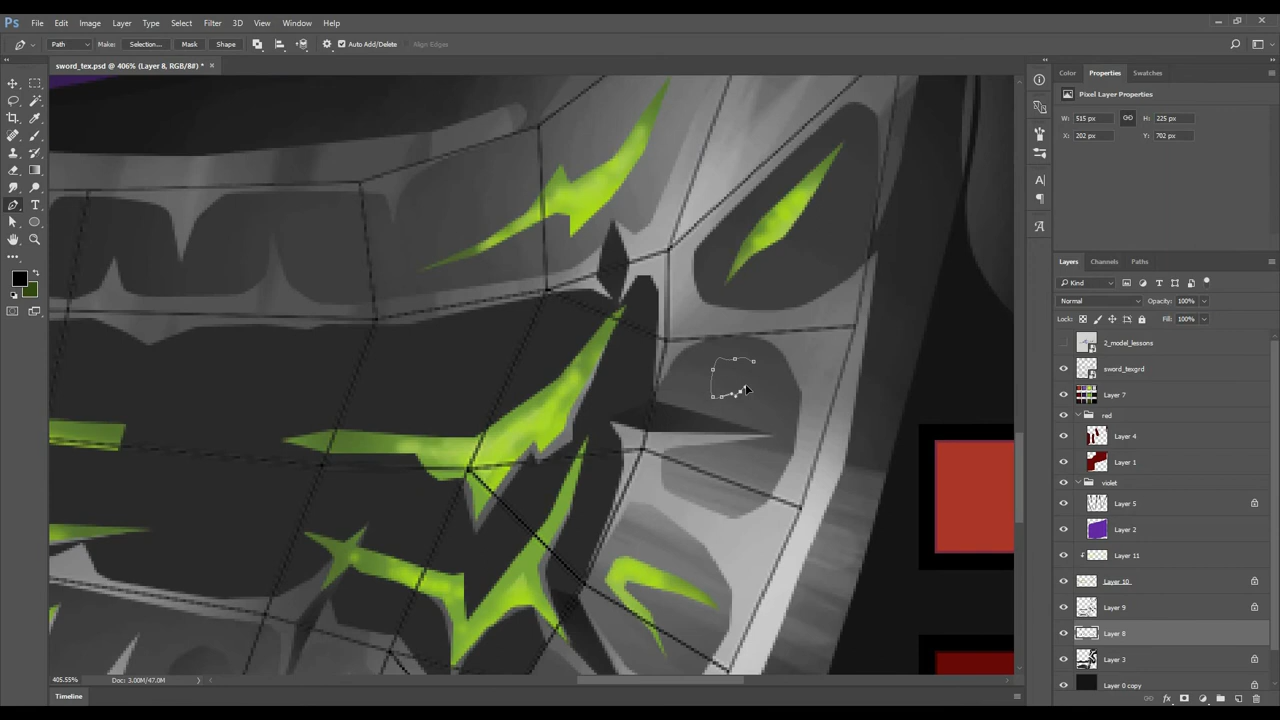 Ps File Edit Image Layer Type Select Filter 3D View Window Help
Path Make: Selection... Mask Shape Auto Add/Delete Align Edges
sword_tex.psd @ 406% (Layer 8, RGB/8#) * ×
Color Properties Swatches
Pixel Layer Properties
W: 515 px GO H: 225 px
X: 202 px Y: 702 px
Layers Channels Paths
Kind
Normal Opacity: 100%
Lock: Fill: 100%
2_model_lessons
sword_texgrd
Layer 7
red
Layer 4
Layer 1
violet
Layer 5
Layer 2
Layer 11
Layer 10
Layer 9
Layer 8
Layer 3
Layer 0 copy
405.55% Doc: 3.00M/47.0M
Timeline